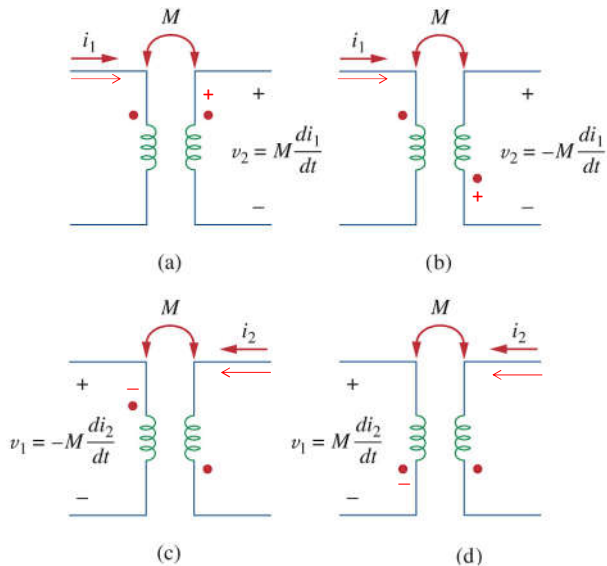 M
M
i₁
i₁
+
+
+
v₂ = M di₁/dt
v₂ = −M di₁/dt
+
−
−
(a)
(b)
M
M
i₂
i₂
+
−
+
v₁ = −M di₂/dt
v₁ = M di₂/dt
−
−
−
(c)
(d)